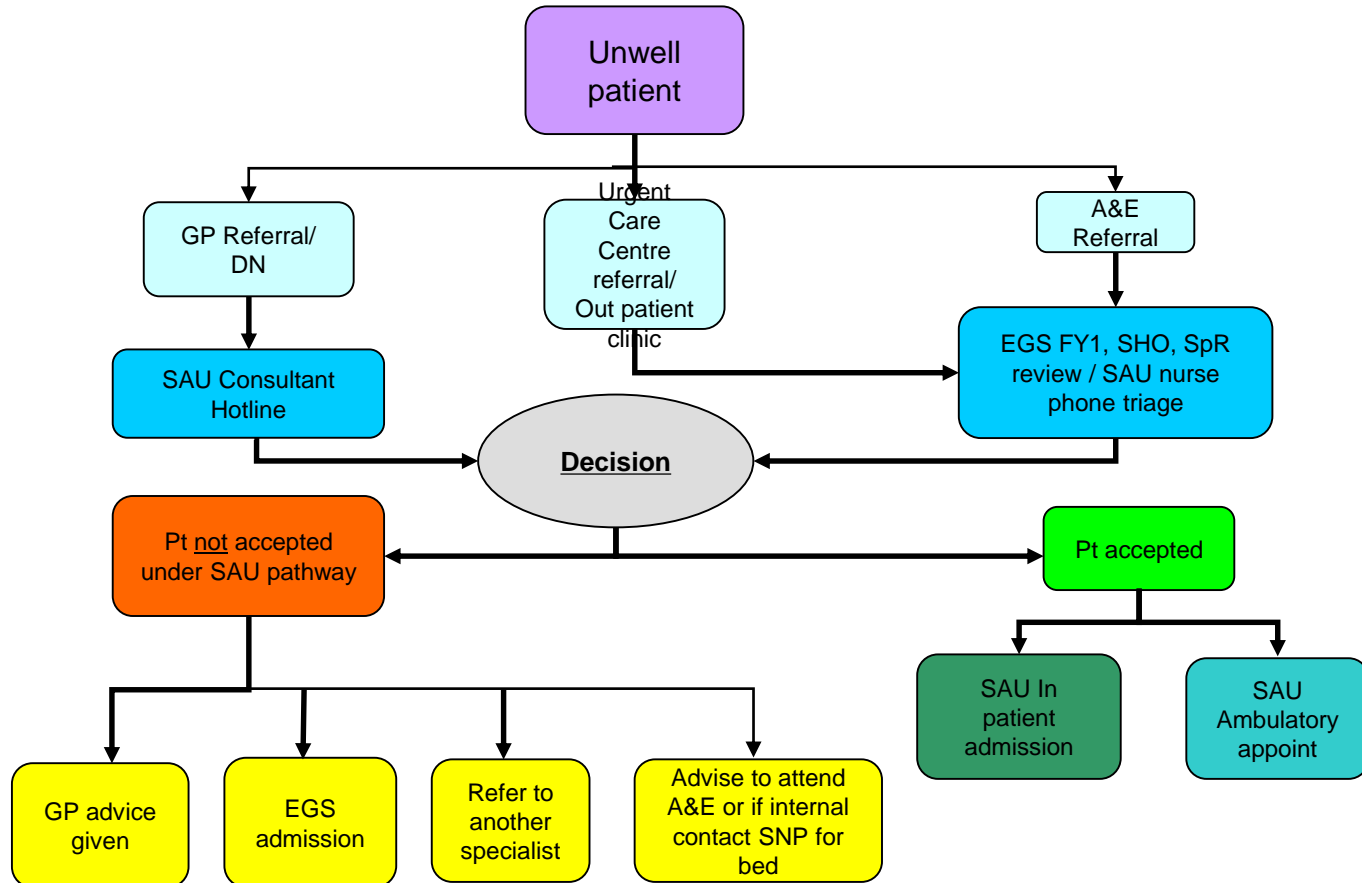 Unwell
patient
GP Referral/
DN
Urgent
Care
Centre
referral/
Out patient
clinic
A&E
Referral
SAU Consultant
Hotline
EGS FY1, SHO, SpR
review / SAU nurse
phone triage
Decision
Pt not accepted
under SAU pathway
Pt accepted
SAU In
patient
admission
SAU
Ambulatory
appoint
GP advice
given
EGS
admission
Refer to
another
specialist
Advise to attend
A&E or if internal
contact SNP for
bed